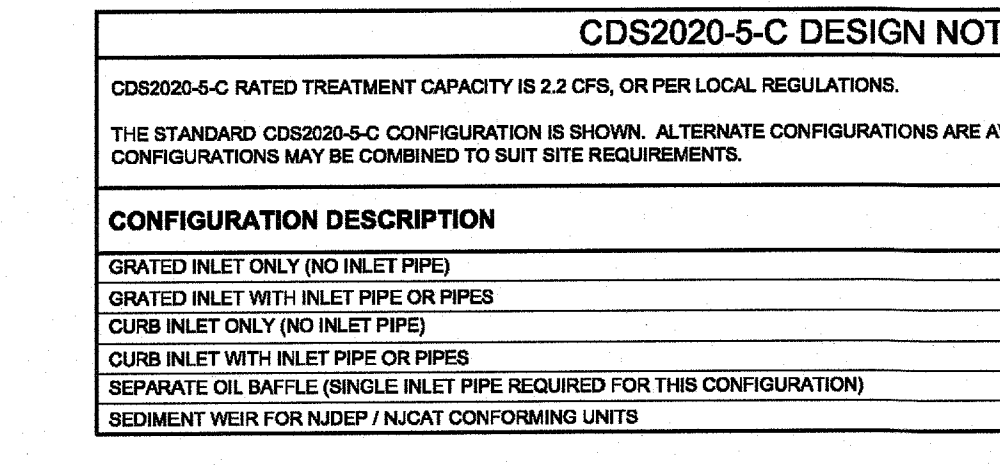 CDS2020-5-C DESIGN NOT
CDS2020-5-C RATED TREATMENT CAPACITY IS 2.2 CFS, OR PER LOCAL REGULATIONS.
THE STANDARD CDS2020-5-C CONFIGURATION IS SHOWN. ALTERNATE CONFIGURATIONS ARE
CONFIGURATIONS MAY BE COMBINED TO SUIT SITE REQUIREMENTS.
CONFIGURATION DESCRIPTION
GRATED INLET ONLY (NO INLET PIPE)
GRATED INLET WITH INLET PIPE OR PIPES
CURB INLET ONLY (NO INLET PIPE)
CURB INLET WITH INLET PIPE OR PIPES
SEPARATE OIL BAFFLE (SINGLE INLET PIPE REQUIRED FOR THIS CONFIGURATION)
SEDIMENT WEIR FOR NJDEP / NJCAT CONFORMING UNITS